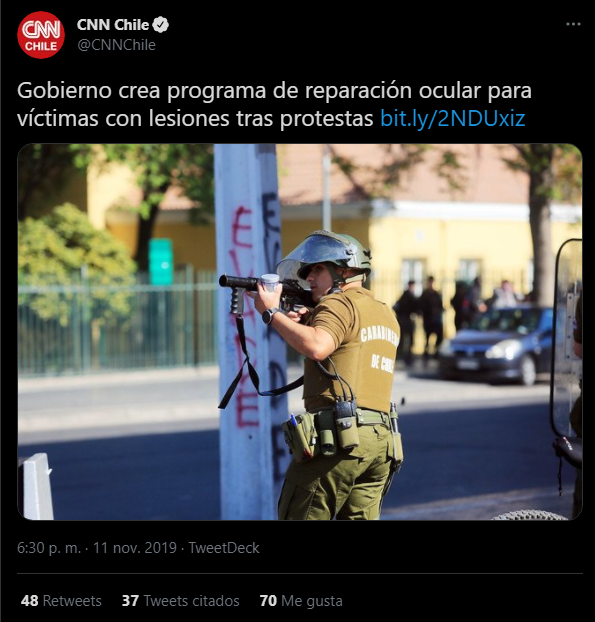 CNN Chile
CNN
CHILE
@CNNChile
Gobierno crea programa de reparación ocular para
víctimas con lesiones tras protestas bit.ly/2NDUxiz
CARABINEROS
DE CHILE
6:30 p. m. · 11 nov. 2019 · TweetDeck
48 Retweets 37 Tweets citados 70 Me gusta